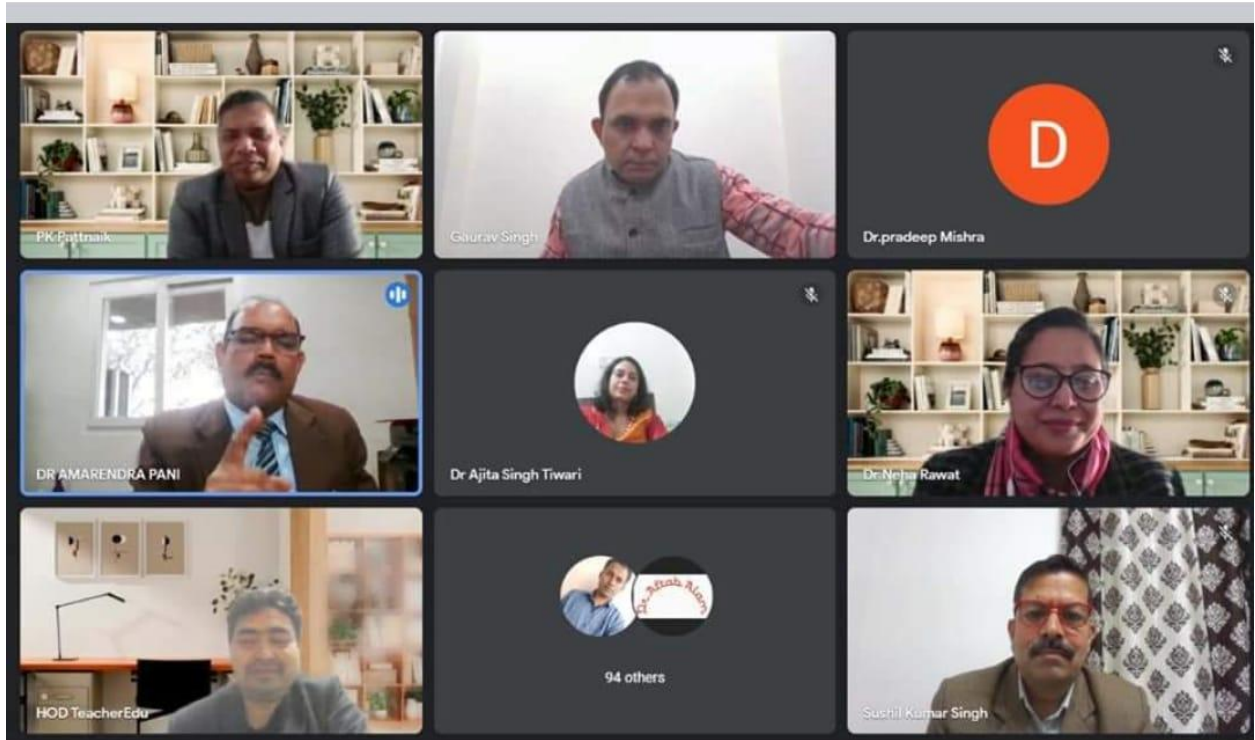 PK Pattnaik
Gaurav Singh
D
Dr.pradeep Mishra
DR AMARENDRA PANI
Dr Ajita Singh Tiwari
Dr. Neha Rawat
HOD TeacherEdu
Dr. Aftab Alam
94 others
Sushil Kumar Singh